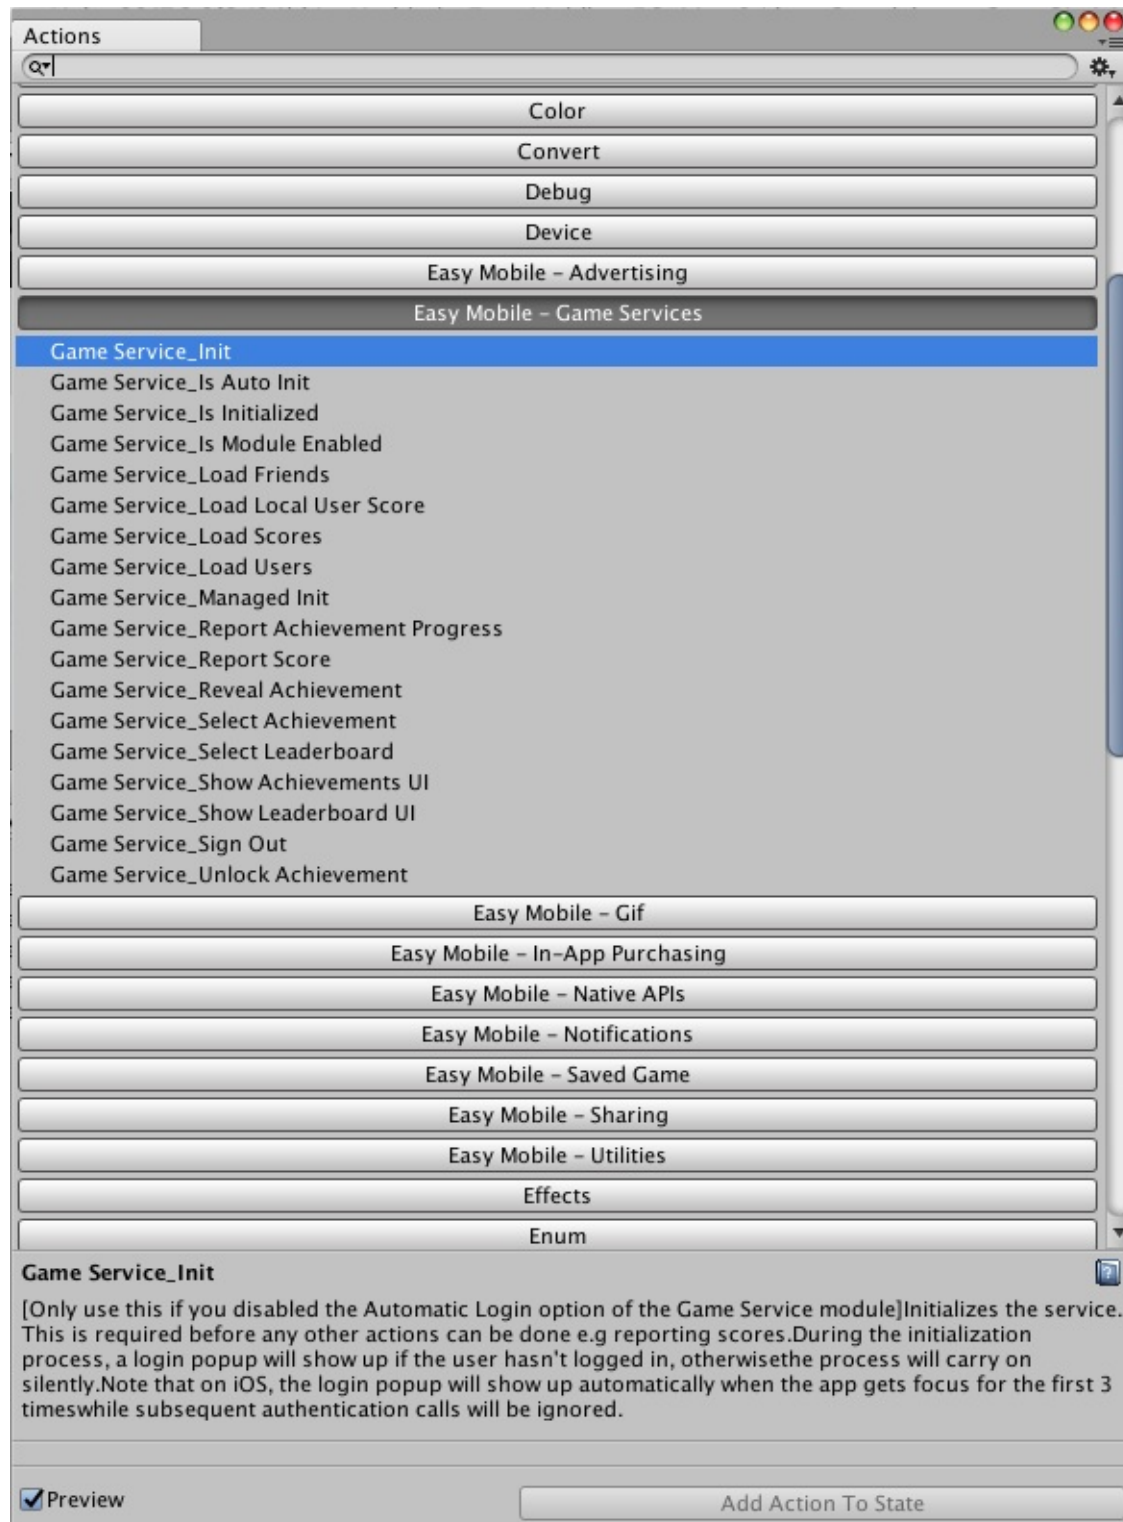 Actions
Color
Convert
Debug
Device
Easy Mobile – Advertising
Easy Mobile – Game Services
Game Service_Init
Game Service_Is Auto Init
Game Service_Is Initialized
Game Service_Is Module Enabled
Game Service_Load Friends
Game Service_Load Local User Score
Game Service_Load Scores
Game Service_Load Users
Game Service_Managed Init
Game Service_Report Achievement Progress
Game Service_Report Score
Game Service_Reveal Achievement
Game Service_Select Achievement
Game Service_Select Leaderboard
Game Service_Show Achievements UI
Game Service_Show Leaderboard UI
Game Service_Sign Out
Game Service_Unlock Achievement
Easy Mobile – Gif
Easy Mobile – In–App Purchasing
Easy Mobile – Native APIs
Easy Mobile – Notifications
Easy Mobile – Saved Game
Easy Mobile – Sharing
Easy Mobile – Utilities
Effects
Enum
Game Service_Init
[Only use this if you disabled the Automatic Login option of the Game Service module]Initializes the service.
This is required before any other actions can be done e.g reporting scores.During the initialization
process, a login popup will show up if the user hasn't logged in, otherwisethe process will carry on
silently.Note that on iOS, the login popup will show up automatically when the app gets focus for the first 3
timeswhile subsequent authentication calls will be ignored.
Preview
Add Action To State